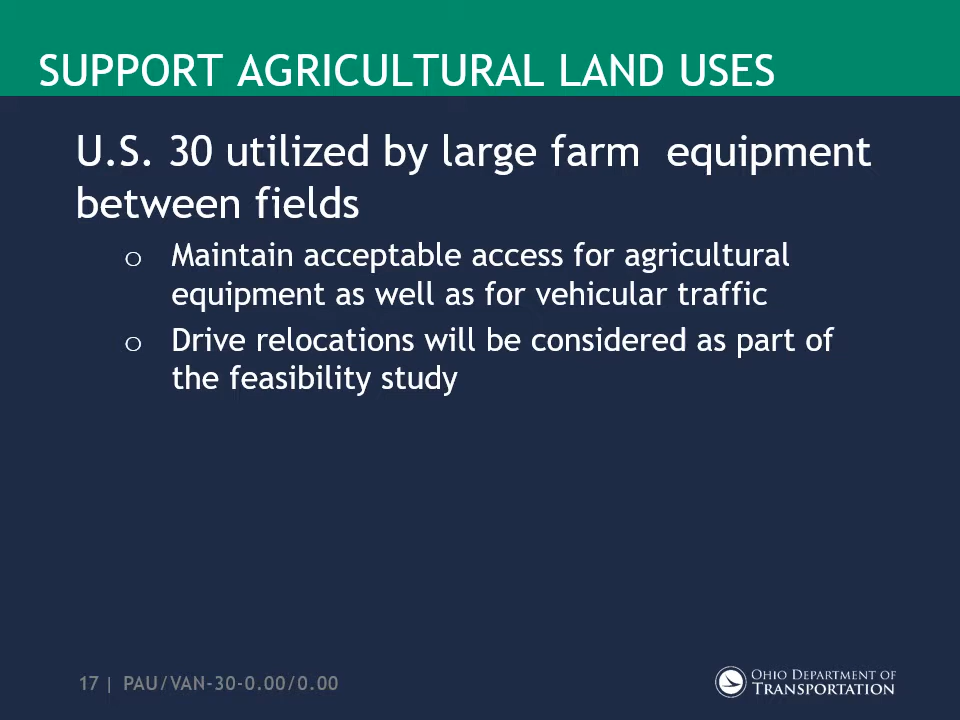 SUPPORT AGRICULTURAL LAND USES
U.S. 30 utilized by large farm  equipment
between fields
o Maintain acceptable access for agricultural
equipment as well as for vehicular traffic
o Drive relocations will be considered as part of
the feasibility study
17 | PAU/VAN-30-0.00/0.00
OHIO DEPARTMENT OF
TRANSPORTATION